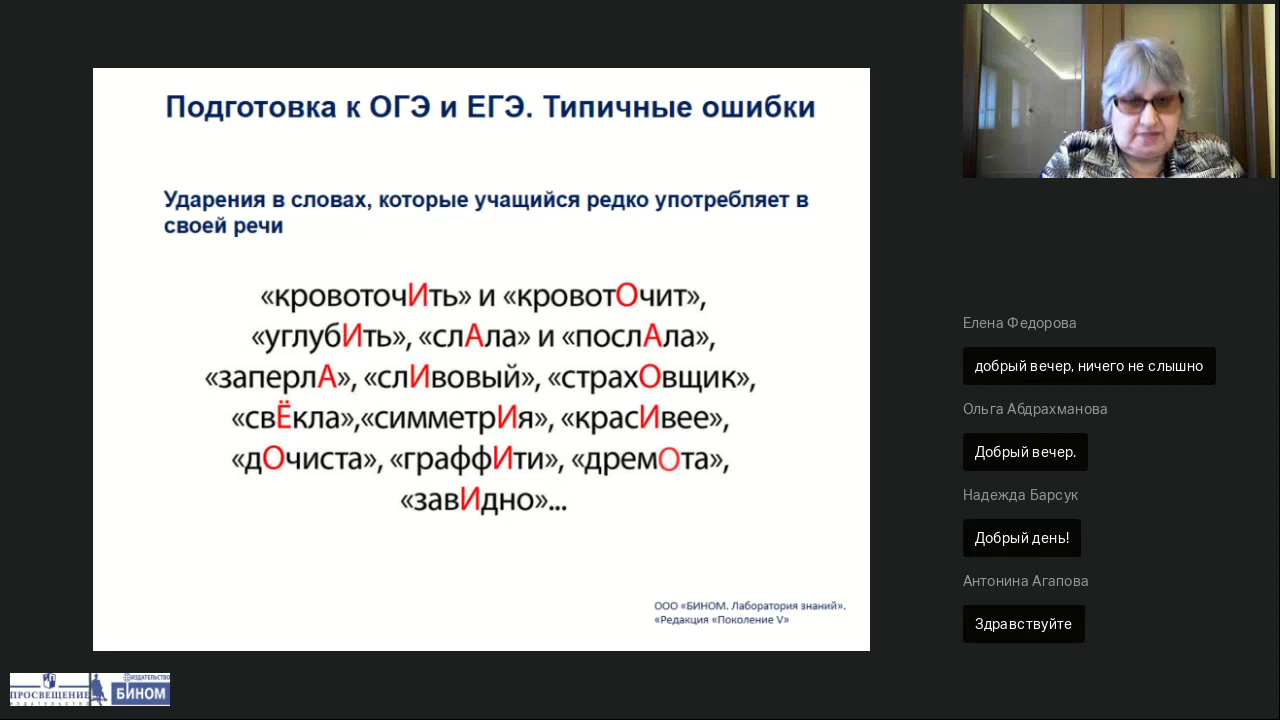 Подготовка к ОГЭ и ЕГЭ. Типичные ошибки
Ударения в словах, которые учащийся редко употребляет в
своей речи
«кровоточИть» и «кровотОчит»,
«углубИть», «слАла» и «послАла»,
«заперлА», «слИвовый», «страхОвщик»,
«свЁкла»,«симметрИя», «красИвее»,
«дОчиста», «граффИти», «дремОта»,
«завИдно»...
ООО «БИНОМ. Лаборатория знаний».
«Редакция «Поколение V»
Елена Федорова
добрый вечер, ничего не слышно
Ольга Абдрахманова
Добрый вечер.
Надежда Барсук
Добрый день!
Антонина Агапова
Здравствуйте
ПРОСВЕЩЕНИЕ
ИЗДАТЕЛЬСТВО
ИЗДАТЕЛЬСТВО
БИНОМ